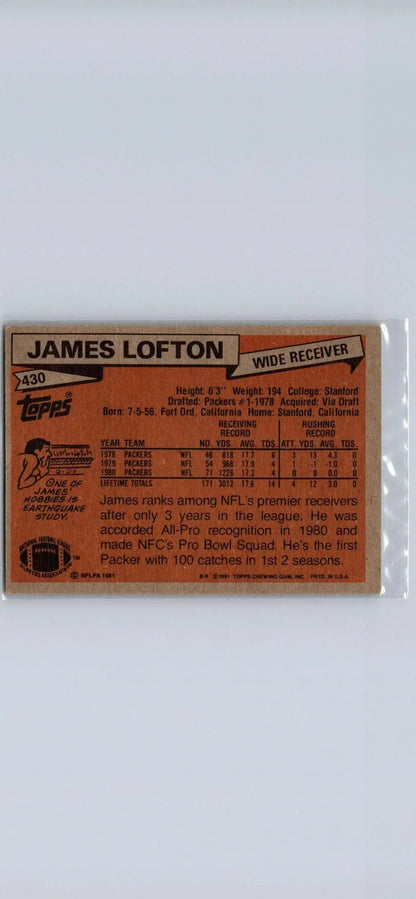 JAMES LOFTON
WIDE RECEIVER
430
Topps®
Height: 6'3" Weight: 194 College: Stanford
Drafted: Packers #1-1978 Acquired: Via Draft
Born: 7-5-56, Fort Ord, California Home: Stanford, California
RECEIVING RECORD RUSHING RECORD
YEAR TEAM NO. YDS. AVG. TDS. ATT. YDS. AVG. TDS.
1978 PACKERS NFL 46 818 17.7 6 3 13 4.3 0
1979 PACKERS NFL 54 968 17.9 4 1 -1 -1.0 0
1980 PACKERS NFL 71 1226 17.3 4 0 0 0
LIFETIME TOTALS 171 3012 17.6 14 4 12 3.0 0
ONE OF
JAMES
HOBBIES IS
EARTHQUAKE
STUDY.
James ranks among NFL's premier receivers
after only 3 years in the league. He was
accorded All-Pro recognition in 1980 and
made NFC's Pro Bowl Squad. He's the first
Packer with 100 catches in 1st 2 seasons.
NATIONAL FOOTBALL LEAGUE
PLAYERS ASSOCIATION
TM
© NFLPA 1981
© 1981 TOPPS CHEWING GUM, INC. PRTD. IN U.S.A.